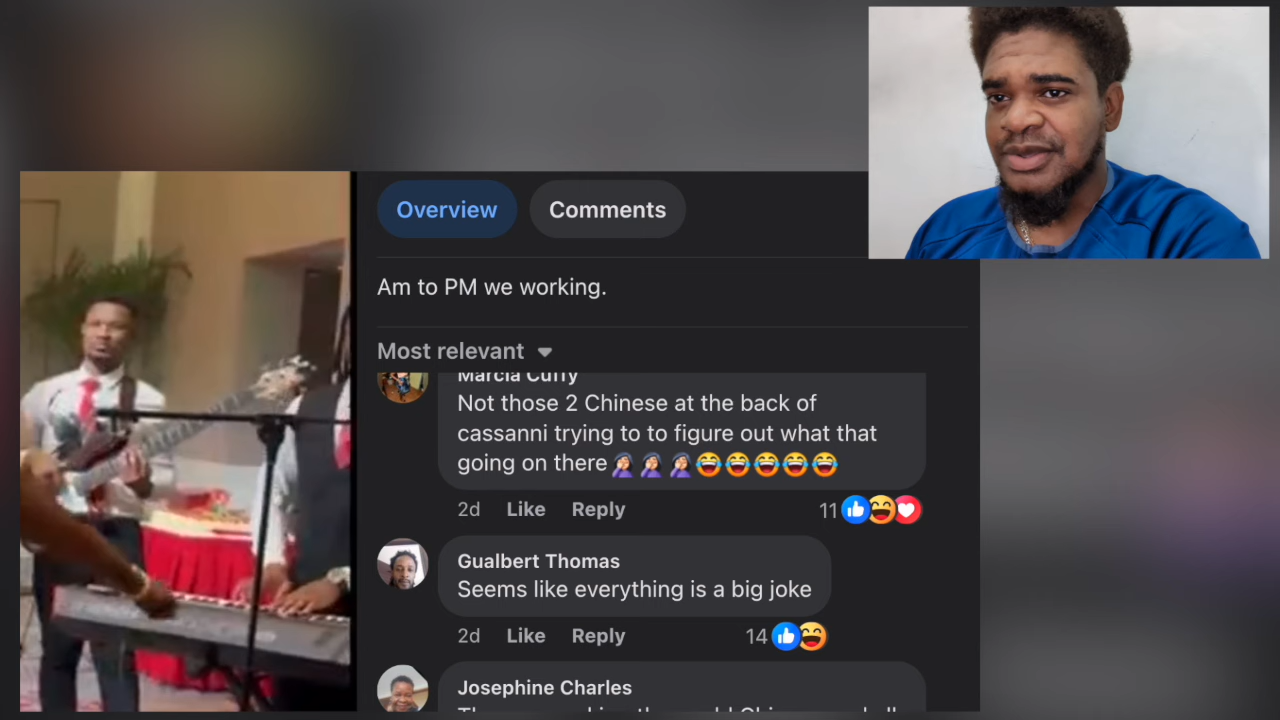 Overview
Comments
Am to PM we working.
Most relevant
Marcia Cuffy
Not those 2 Chinese at the back of
cassanni trying to to figure out what that
going on there 🤦🏻‍♀️🤦🏻‍♀️🤦🏻‍♀️😂😂😂😂😂
2d Like Reply 11
Gualbert Thomas
Seems like everything is a big joke
2d Like Reply 14
Josephine Charles